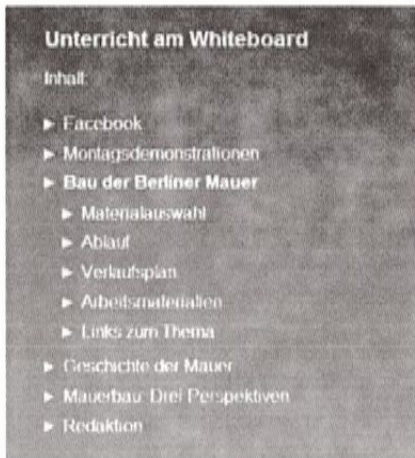 Unterricht am Whiteboard
Inhalt:
► Facebook
► Montagsdemonstrationen
► Bau der Berliner Mauer
► Materialauswahl
► Ablauf
► Verlaufsplan
► Arbeitsmaterialien
► Links zum Thema
► Geschichte der Mauer
► Mauerbau: Drei Perspektiven
► Redaktion